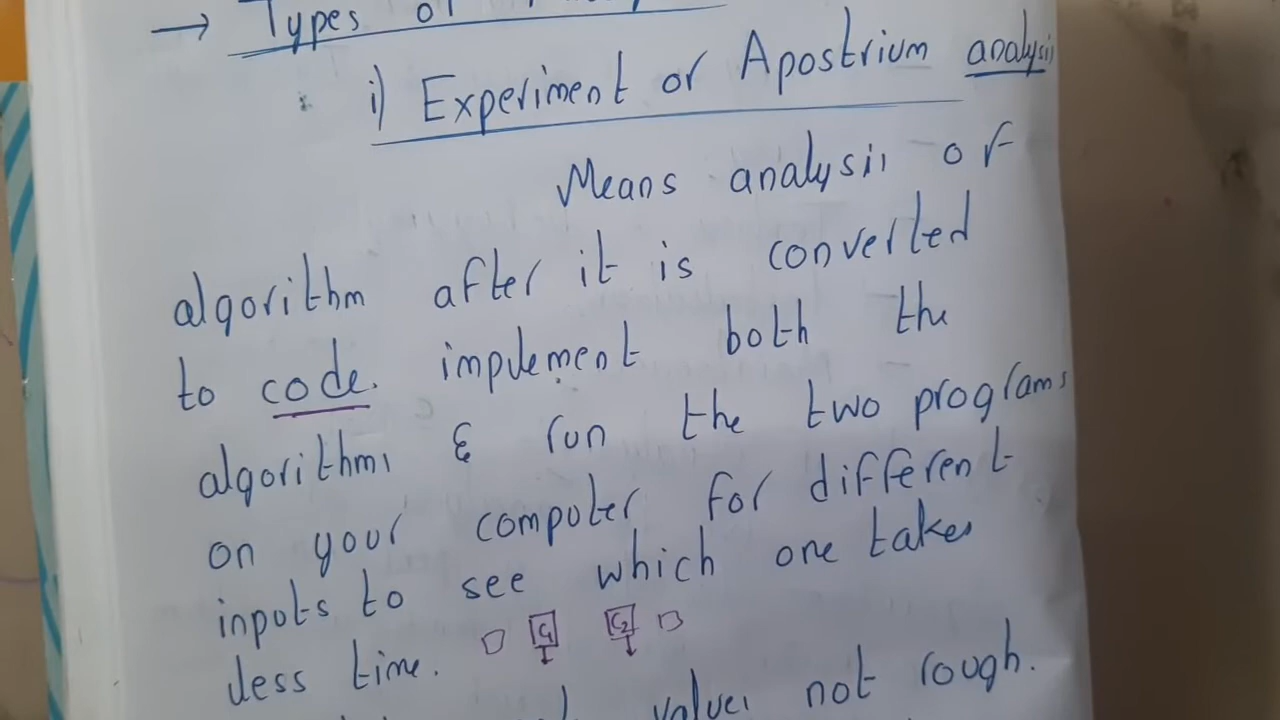 → Types of
i) Experiment or Apostrium analysis
Means analysis of
algorithm after it is converted
to code. implement both the
algorithms & run the two programs
on your computer for different
inputs to see which one takes
less time. C1 C2
values not rough.